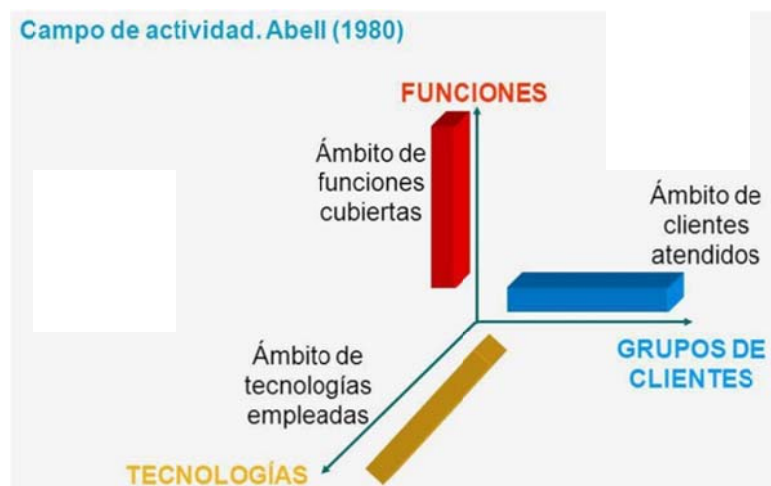 Campo de actividad. Abell (1980)
FUNCIONES
Ámbito de
funciones
cubiertas
Ámbito de
clientes
atendidos
GRUPOS DE
CLIENTES
Ámbito de
tecnologías
empleadas
TECNOLOGÍAS